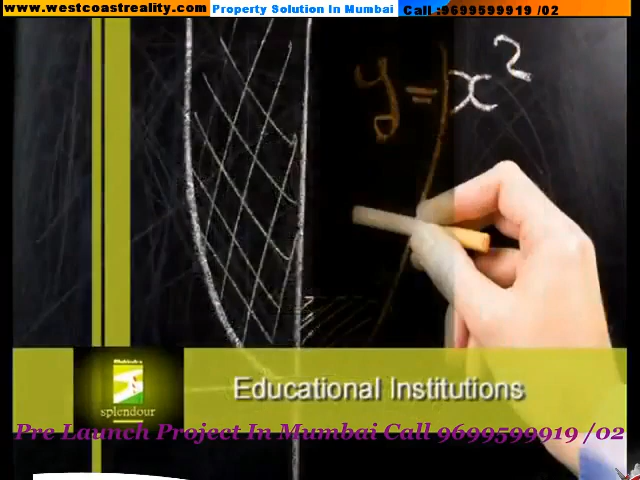 www.westcoastreality.com Property Solution In Mumbai Call :9699599919 /02
y = x²
splendour
Educational Institutions
Pre Launch Project In Mumbai Call 9699599919 /02